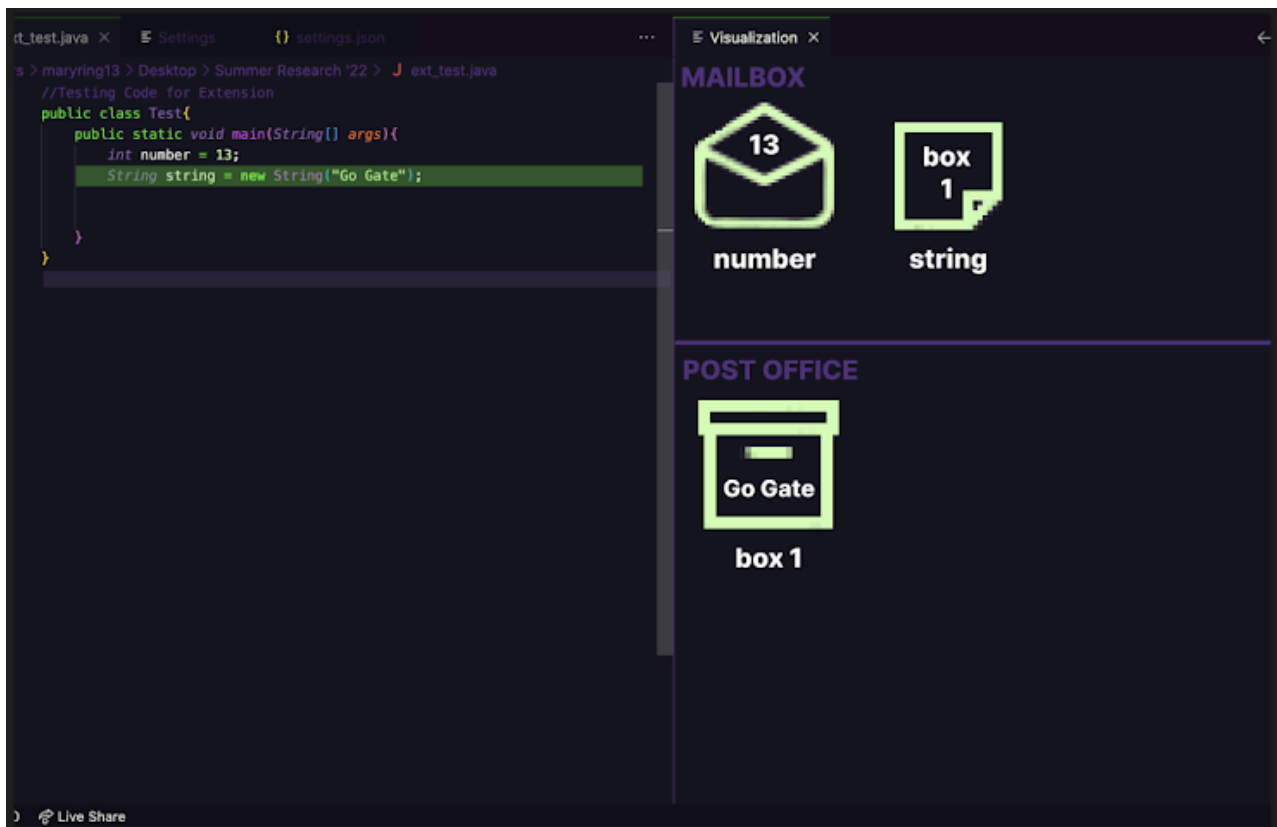 ct_test.java ×
Settings
{} settings.json
...
rs > maryring13 > Desktop > Summer Research '22 > J ext_test.java
//Testing Code for Extension
public class Test{
public static void main(String[] args){
int number = 13;
String string = new String("Go Gate");
}
}
Live Share
Visualization ×
MAILBOX
13
number
box
1
string
POST OFFICE
Go Gate
box 1